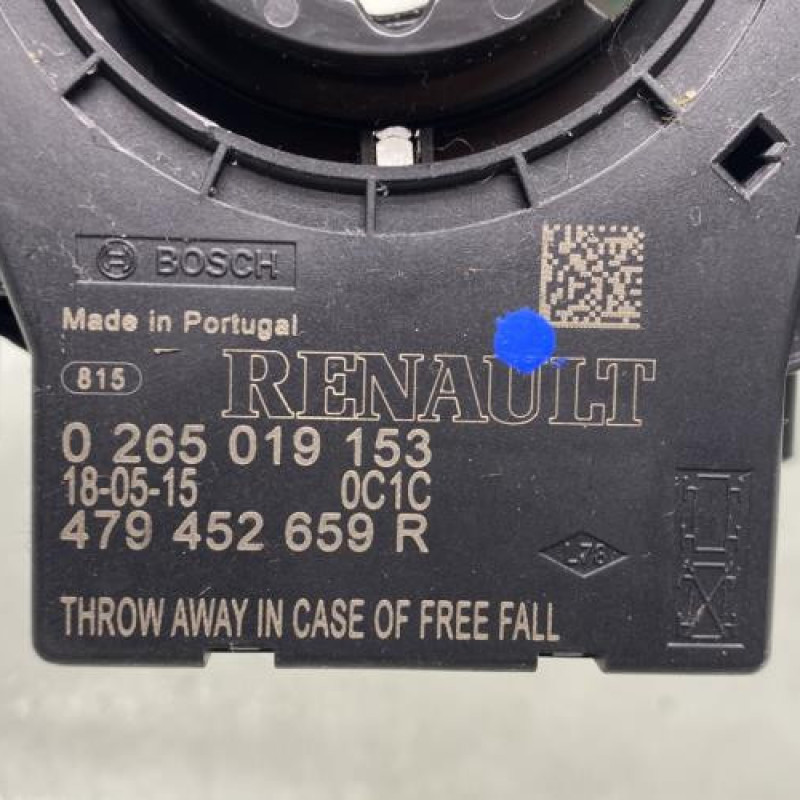 BOSCH
Made in Portugal
815
RENAULT
0 265 019 153
18-05-15 0C1C
479 452 659 R
L78
THROW AWAY IN CASE OF FREE FALL